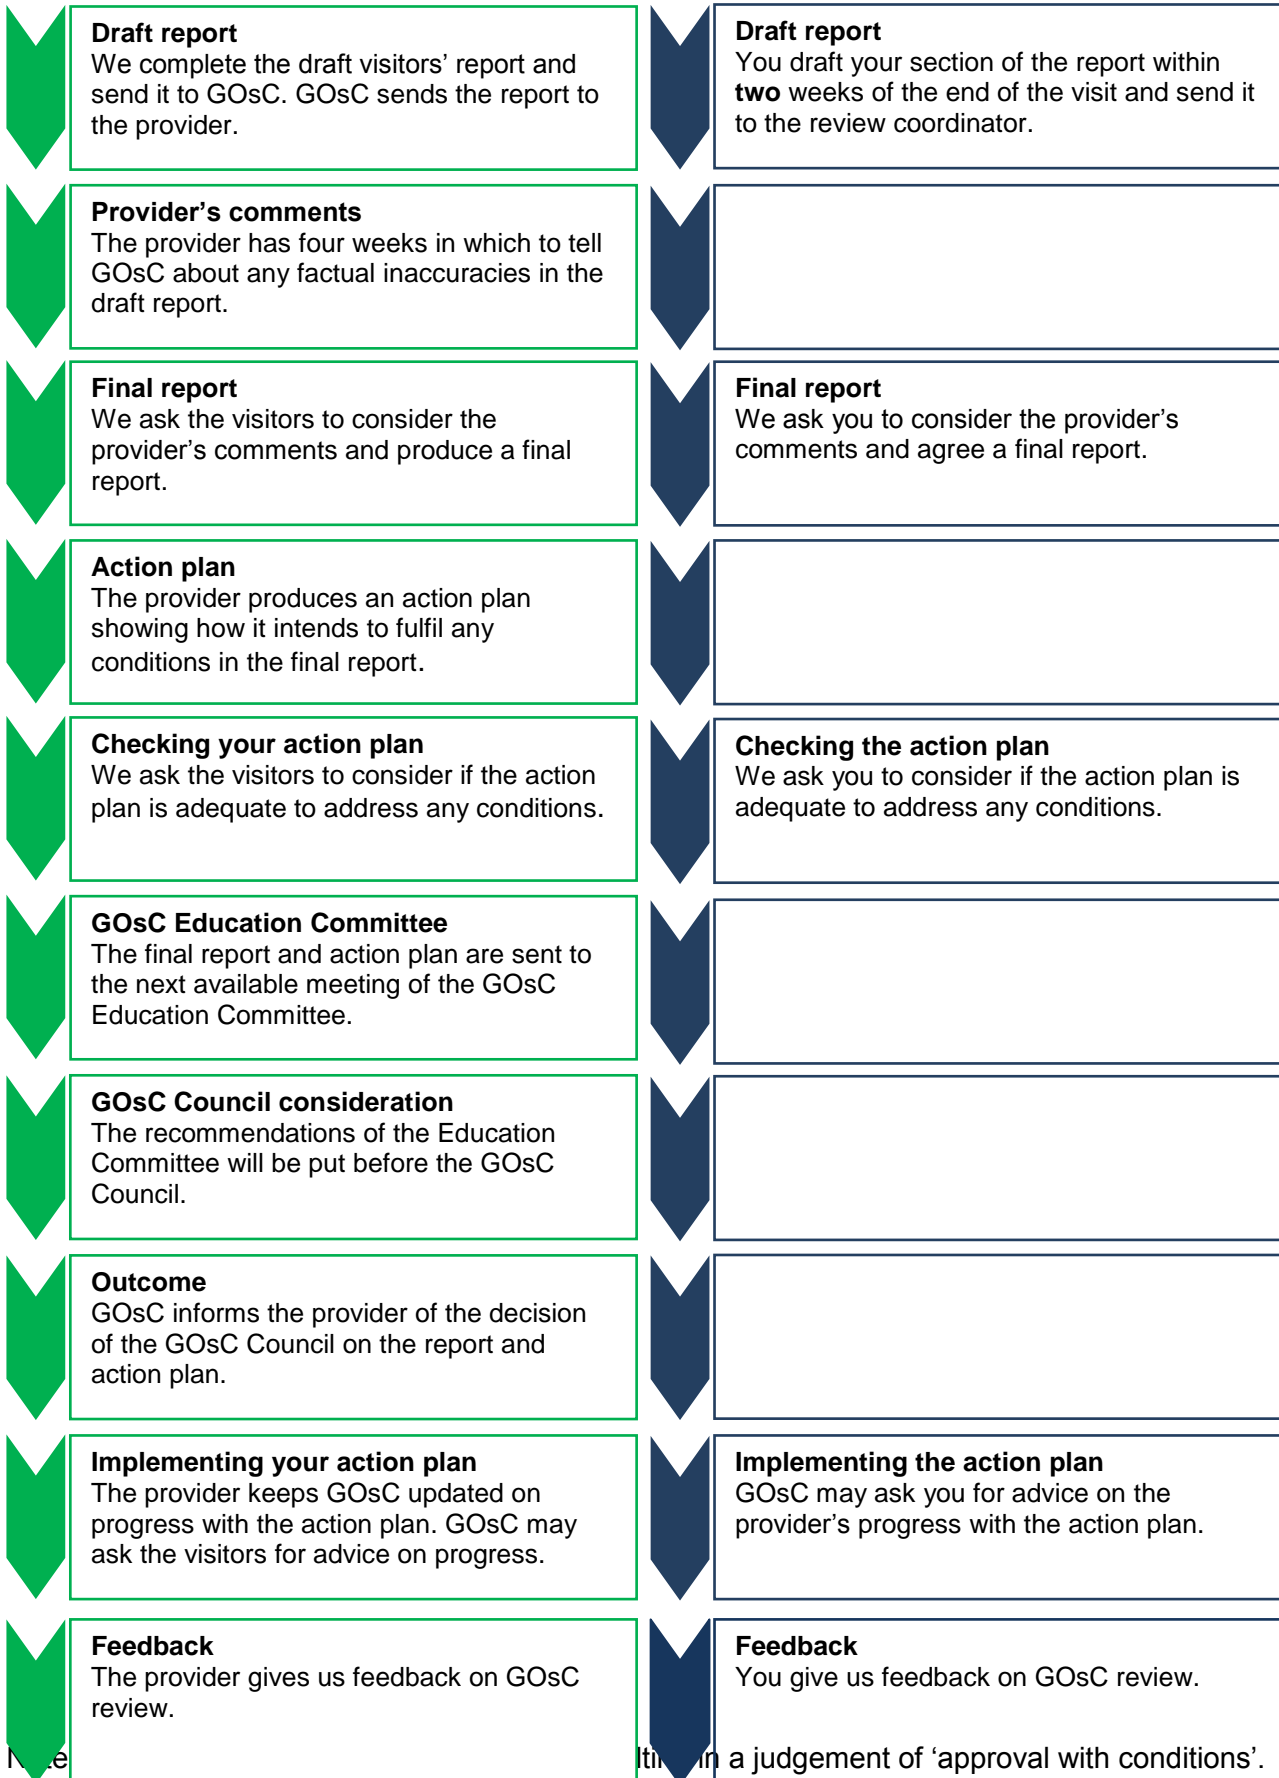 Draft report
We complete the draft visitors’ report and
send it to GOsC. GOsC sends the report to
the provider.
Draft report
You draft your section of the report within
two weeks of the end of the visit and send it
to the review coordinator.
Provider’s comments
The provider has four weeks in which to tell
GOsC about any factual inaccuracies in the
draft report.
Final report
We ask the visitors to consider the
provider’s comments and produce a final
report.
Final report
We ask you to consider the provider’s
comments and agree a final report.
Action plan
The provider produces an action plan
showing how it intends to fulfil any
conditions in the final report.
Checking your action plan
We ask the visitors to consider if the action
plan is adequate to address any conditions.
Checking the action plan
We ask you to consider if the action plan is
adequate to address any conditions.
GOsC Education Committee
The final report and action plan are sent to
the next available meeting of the GOsC
Education Committee.
GOsC Council consideration
The recommendations of the Education
Committee will be put before the GOsC
Council.
Outcome
GOsC informs the provider of the decision
of the GOsC Council on the report and
action plan.
Implementing your action plan
The provider keeps GOsC updated on
progress with the action plan. GOsC may
ask the visitors for advice on progress.
Implementing the action plan
GOsC may ask you for advice on the
provider’s progress with the action plan.
Feedback
The provider gives us feedback on GOsC
review.
Feedback
You give us feedback on GOsC review.
in a judgement of ‘approval with conditions’.